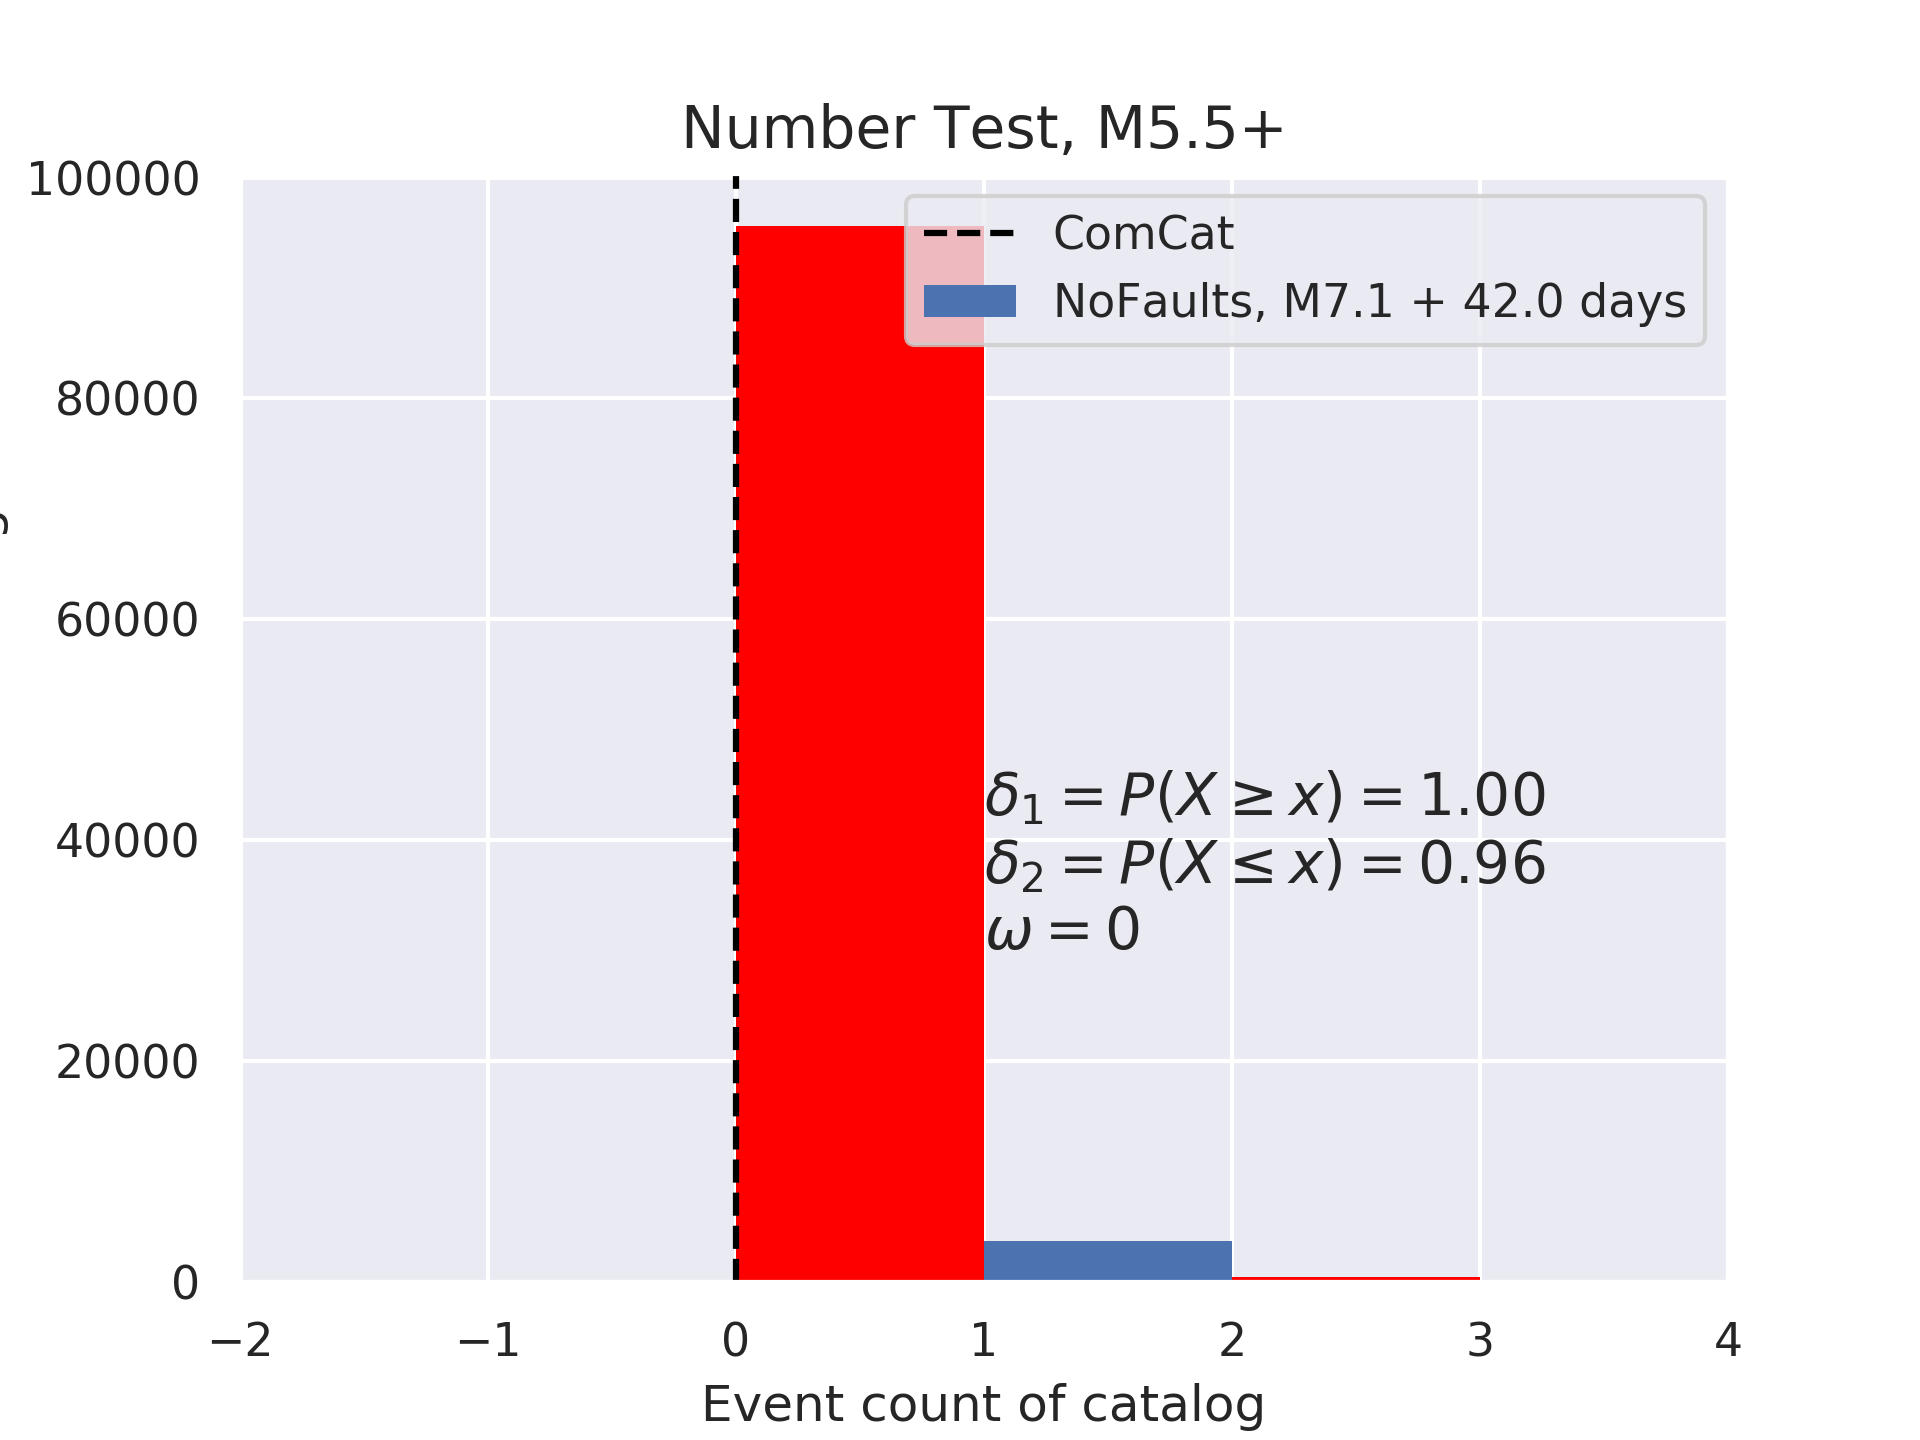 Number Test, M5.5+
100000
80000
60000
40000
20000
0
ComCat
NoFaults, M7.1 + 42.0 days
δ₁ = P(X ≥ x) = 1.00
δ₂ = P(X ≤ x) = 0.96
ω = 0
−2 −1 0 1 2 3 4
Event count of catalog